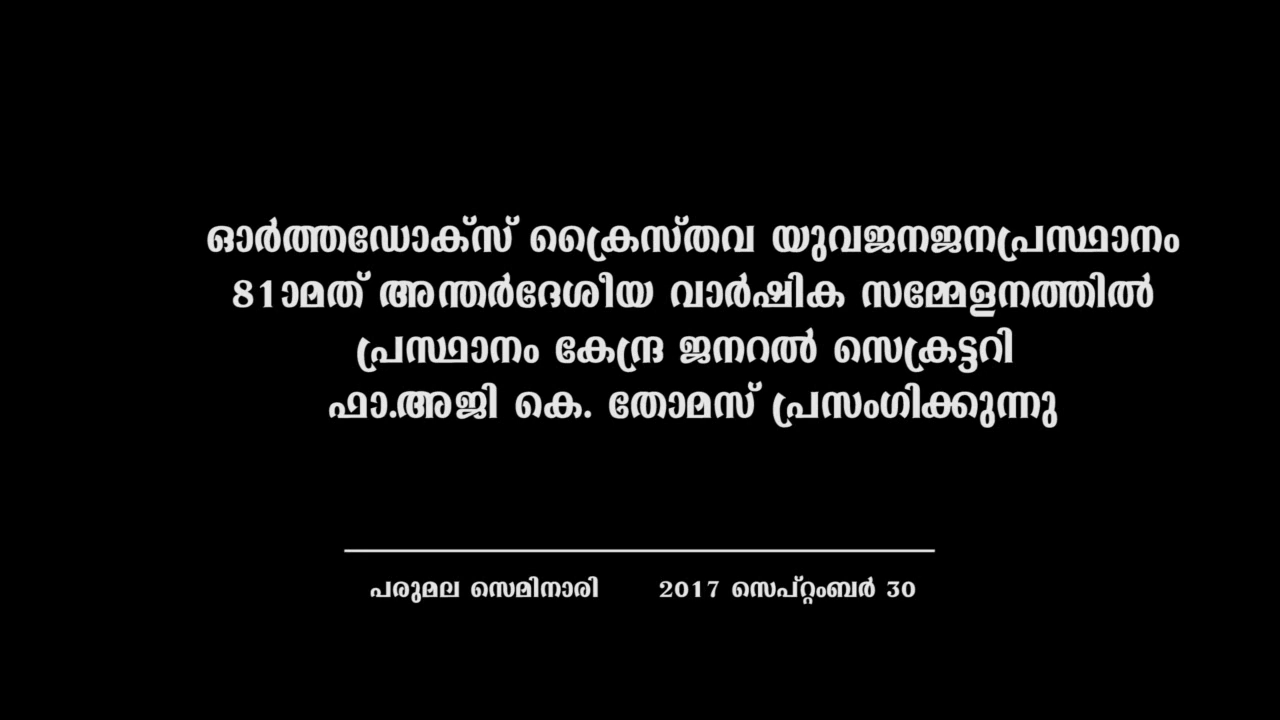 ഓർത്തഡോക്സ് ക്രൈസ്തവ യുവജനജനപ്രസ്ഥാനം
81ാമത് അന്തർദേശീയ വാർഷിക സമ്മേളനത്തിൽ
പ്രസ്ഥാനം കേന്ദ്ര ജനറൽ സെക്രട്ടറി
ഫാ.അജി കെ. തോമസ് പ്രസംഗിക്കുന്നു
പരുമല സെമിനാരി 2017 സെപ്റ്റംബർ 30